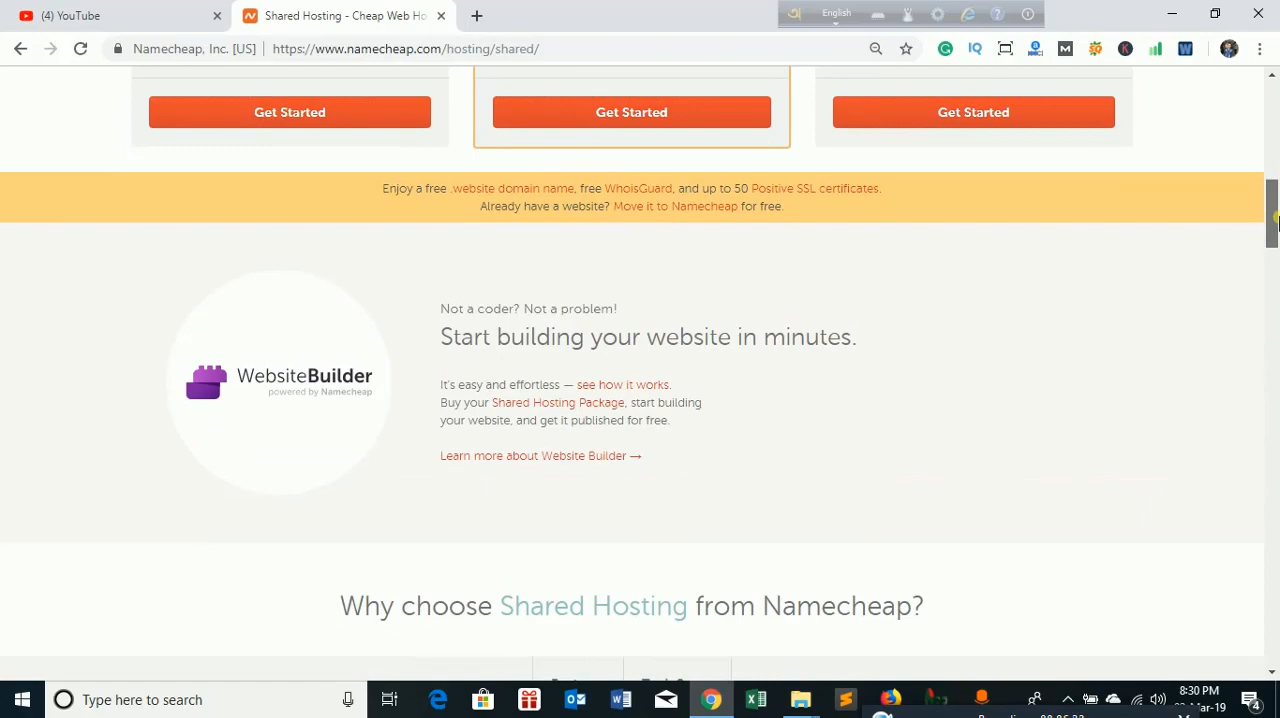 (4) YouTube
Shared Hosting - Cheap Web Ho
English
Namecheap, Inc. [US]
https://www.namecheap.com/hosting/shared/
Get Started
Get Started
Get Started
Enjoy a free .website domain name, free WhoisGuard, and up to 50 Positive SSL certificates.
Already have a website? Move it to Namecheap for free.
WebsiteBuilder
powered by Namecheap
Not a coder? Not a problem!
Start building your website in minutes.
It's easy and effortless — see how it works.
Buy your Shared Hosting Package, start building
your website, and get it published for free.
Learn more about Website Builder →
Why choose Shared Hosting from Namecheap?
Type here to search
8:30 PM